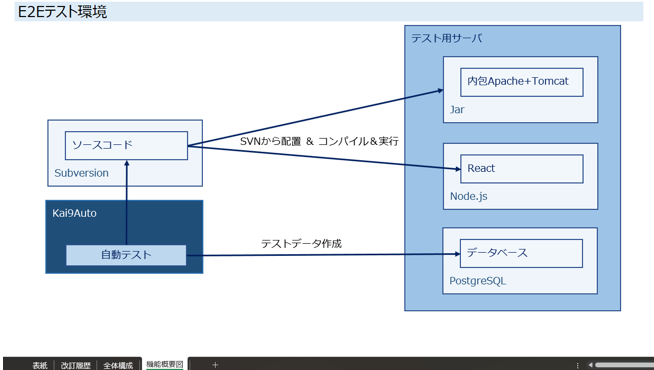 E2Eテスト環境
テスト用サーバ
内包Apache+Tomcat
Jar
ソースコード
Subversion
SVNから配置 & コンパイル&実行
React
Node.js
Kai9Auto
自動テスト
テストデータ作成
データベース
PostgreSQL
表紙
改訂履歴
全体構成
機能概要図
+